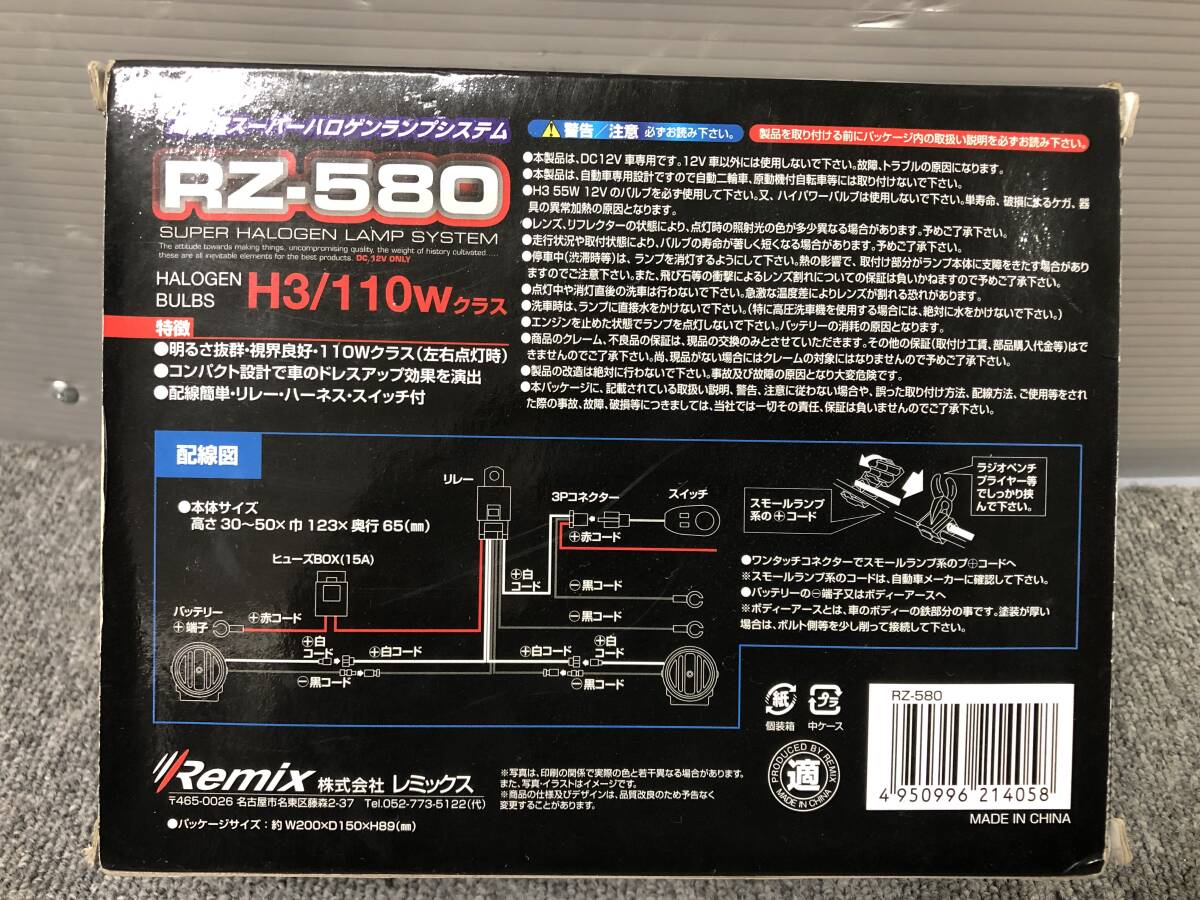 スーパーハロゲンランプシステム
RZ-580
SUPER HALOGEN LAMP SYSTEM
The attitude towards making things, uncompromising quality, the weight of history cultivated....
these are all inevitable elements for the best products. DC 12V ONLY
HALOGEN
BULBS
H3/110wクラス
特徴
●明るさ抜群・視界良好・110Wクラス(左右点灯時)
●コンパクト設計で車のドレスアップ効果を演出
●配線簡単・リレー・ハーネス・スイッチ付
警告/注意 必ずお読み下さい。
製品を取り付ける前にパッケージ内の取扱い説明を必ずお読み下さい。
●本製品は、DC12V車専用です。12V車以外には使用しないで下さい。故障、トラブルの原因になります。
●本製品は、自動車専用設計ですので自動二輪車、原動機付自転車等には取り付けないで下さい。
●H3 55W 12Vのバルブを必ず使用して下さい。又、ハイパワーバルブは使用しないで下さい。単寿命、破損によるケガ、器
具の異常加熱の原因となります。
●レンズ、リフレクターの状態により、点灯時の照射光の色が多少異なる場合があります。予めご了承下さい。
●走行状況や取付状態により、バルブの寿命が著しく短くなる場合があります。予めご了承下さい。
●停車中(渋滞時等)は、ランプを消灯するようにして下さい。熱の影響で、取付け部分がランプ本体に支障をきたす場合があり
ますのでご注意下さい。また、飛び石等の衝撃によるレンズ割れについての保証は負いかねますので予めご了承下さい。
●点灯中や消灯直後の洗車は行わないで下さい。急激な温度差によりレンズが割れる恐れがあります。
●洗車時は、ランプに直接水をかけないで下さい。(特に高圧洗車機を使用する場合には、絶対に水をかけないで下さい。)
●エンジンを止めた状態でランプを点灯しないで下さい。バッテリーの消耗の原因となります。
●商品のクレーム、不良品の保証は、現品の交換のみとさせていただきます。その他の保証(取付け工賃、部品購入代金等)はで
きませんのでご了承下さい。尚、現品がない場合にはクレームの対象にはなりませんので予めご了承下さい。
●製品の改造は絶対に行わない下さい。事故及び故障の原因となり大変危険です。
●本パッケージに、記載されている取扱い説明、警告、注意に従わない場合や、誤った取り付け方法、配線方法、ご使用等をされ
た際の事故、故障、破損等につきましては、当社では一切その責任、保証は負いませんのでご了承下さい。
配線図
●本体サイズ
高さ30〜50×巾123×奥行65(㎜)
リレー
3Pコネクター
スイッチ
⊕赤コード
ヒューズBOX(15A)
⊕白
コード
⊖黒コード
⊖黒コード
バッテリー
⊕端子
⊕赤コード
⊕白
コード
⊕白コード
⊖黒コード
⊕白コード
⊕白
コード
⊖黒コード
スモールランプ
系の⊕コード
ラジオペンチ
プライヤー等
でしっかり挟
んで下さい。
●ワンタッチコネクターでスモールランプ系のプ⊕コードへ
※スモールランプ系のコードは、自動車メーカーに確認して下さい。
●バッテリーの⊖端子又はボディーアースへ
※ボディーアースとは、車のボディーの鉄部分の事です。塗装が厚い
場合は、ボルト側等を少し削って接続して下さい。
紙
個装箱
プラ
中ケース
PRODUCED BY REMIX
適
MADE IN CHINA
RZ-580
4 950996 214058
MADE IN CHINA
Remix 株式会社 レミックス
〒465-0026 名古屋市名東区藤森2-37 Tel.052-773-5122(代)
●パッケージサイズ:約 W200×D150×H89(㎜)
※写真は、印刷の関係で実際の色と若干異なる場合があります。
また、写真・イラストはイメージです。
※商品の仕様及びデザインは、品質改良のため予告なく
変更することがあります。